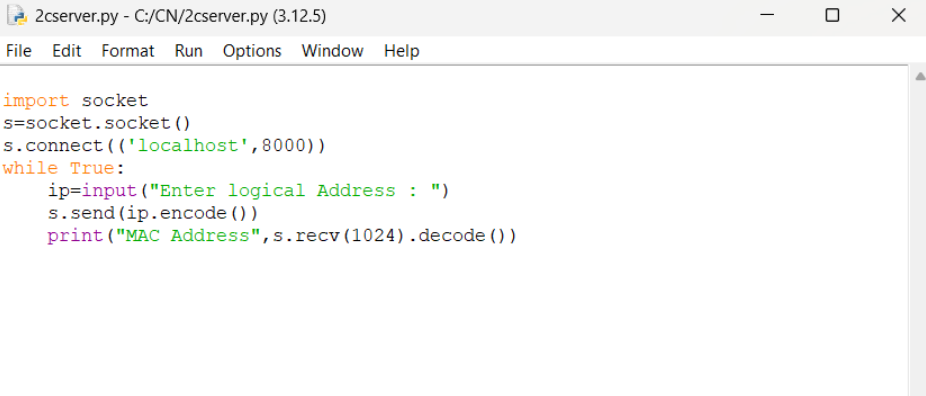 2cserver.py - C:/CN/2cserver.py (3.12.5)
File Edit Format Run Options Window Help
import socket
s=socket.socket()
s.connect(('localhost',8000))
while True:
    ip=input("Enter logical Address : ")
    s.send(ip.encode())
    print("MAC Address",s.recv(1024).decode())